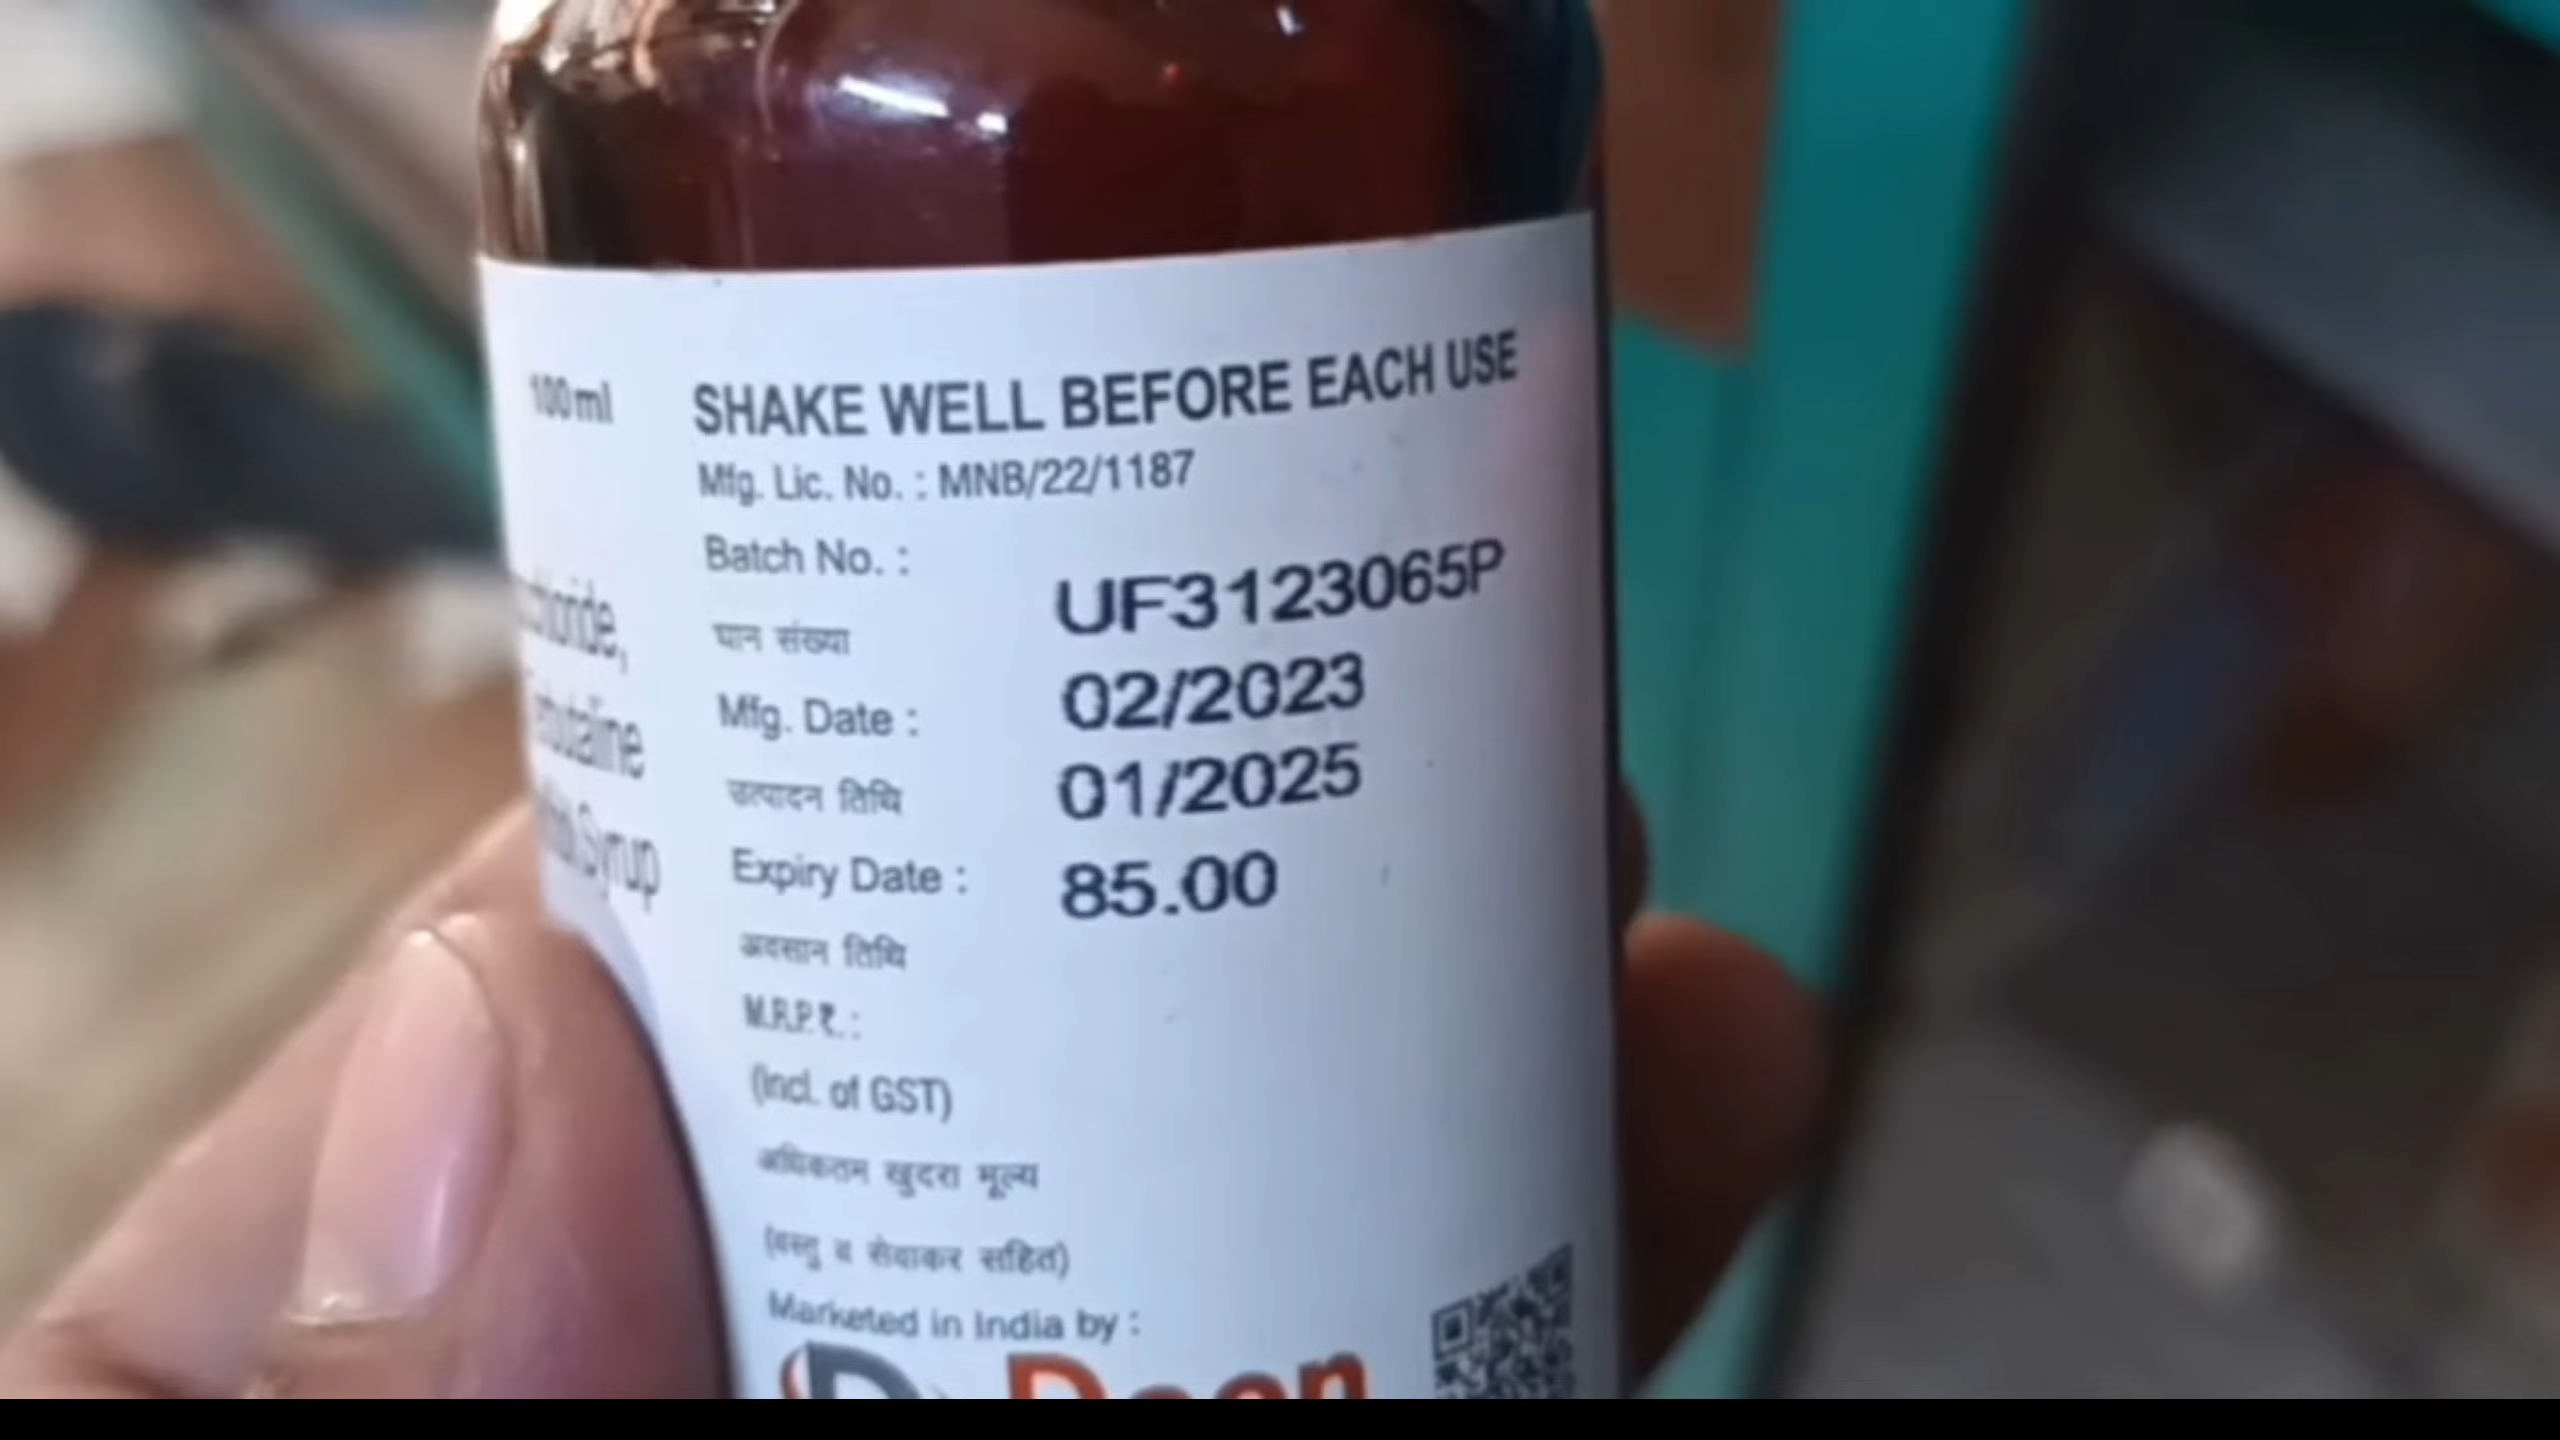 100ml
SHAKE WELL BEFORE EACH USE
Mfg. Lic. No. : MNB/22/1187
Batch No. : UF3123065P
घान संख्या
Mfg. Date : 02/2023
उत्पादन तिथि
01/2025
Expiry Date :
85.00
अवसान तिथि
M.R.P.₹. :
(Incl. of GST)
अधिकतम खुदरा मूल्य
(वस्तु व सेवाकर सहित)
Marketed in India by :
Syrup